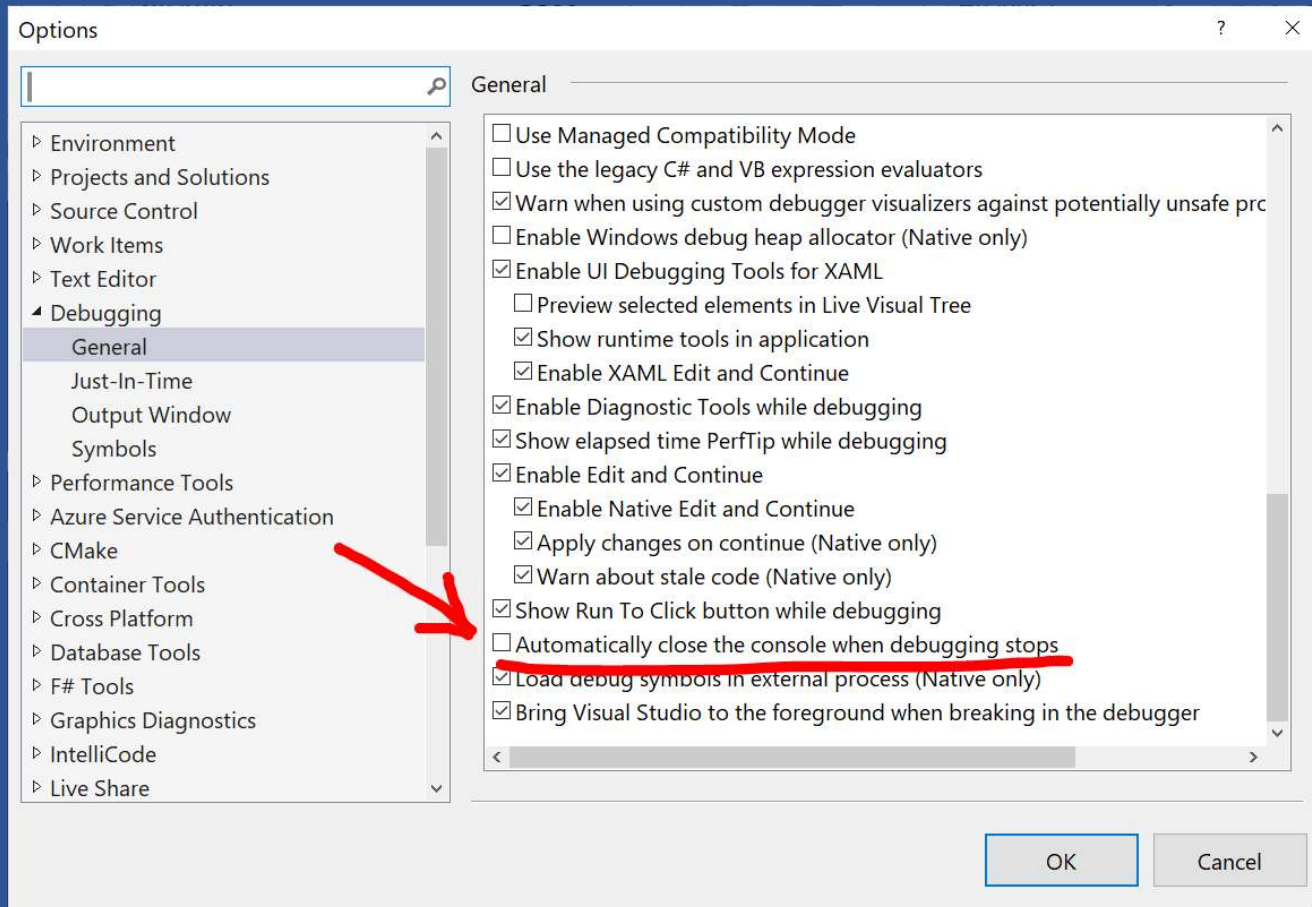 Options
?
General
Environment
Projects and Solutions
Source Control
Work Items
Text Editor
Debugging
General
Just-In-Time
Output Window
Symbols
Performance Tools
Azure Service Authentication
CMake
Container Tools
Cross Platform
Database Tools
F# Tools
Graphics Diagnostics
IntelliCode
Live Share
Use Managed Compatibility Mode
Use the legacy C# and VB expression evaluators
Warn when using custom debugger visualizers against potentially unsafe prc
Enable Windows debug heap allocator (Native only)
Enable UI Debugging Tools for XAML
Preview selected elements in Live Visual Tree
Show runtime tools in application
Enable XAML Edit and Continue
Enable Diagnostic Tools while debugging
Show elapsed time PerfTip while debugging
Enable Edit and Continue
Enable Native Edit and Continue
Apply changes on continue (Native only)
Warn about stale code (Native only)
Show Run To Click button while debugging
Automatically close the console when debugging stops
Load debug symbols in external process (Native only)
Bring Visual Studio to the foreground when breaking in the debugger
OK
Cancel